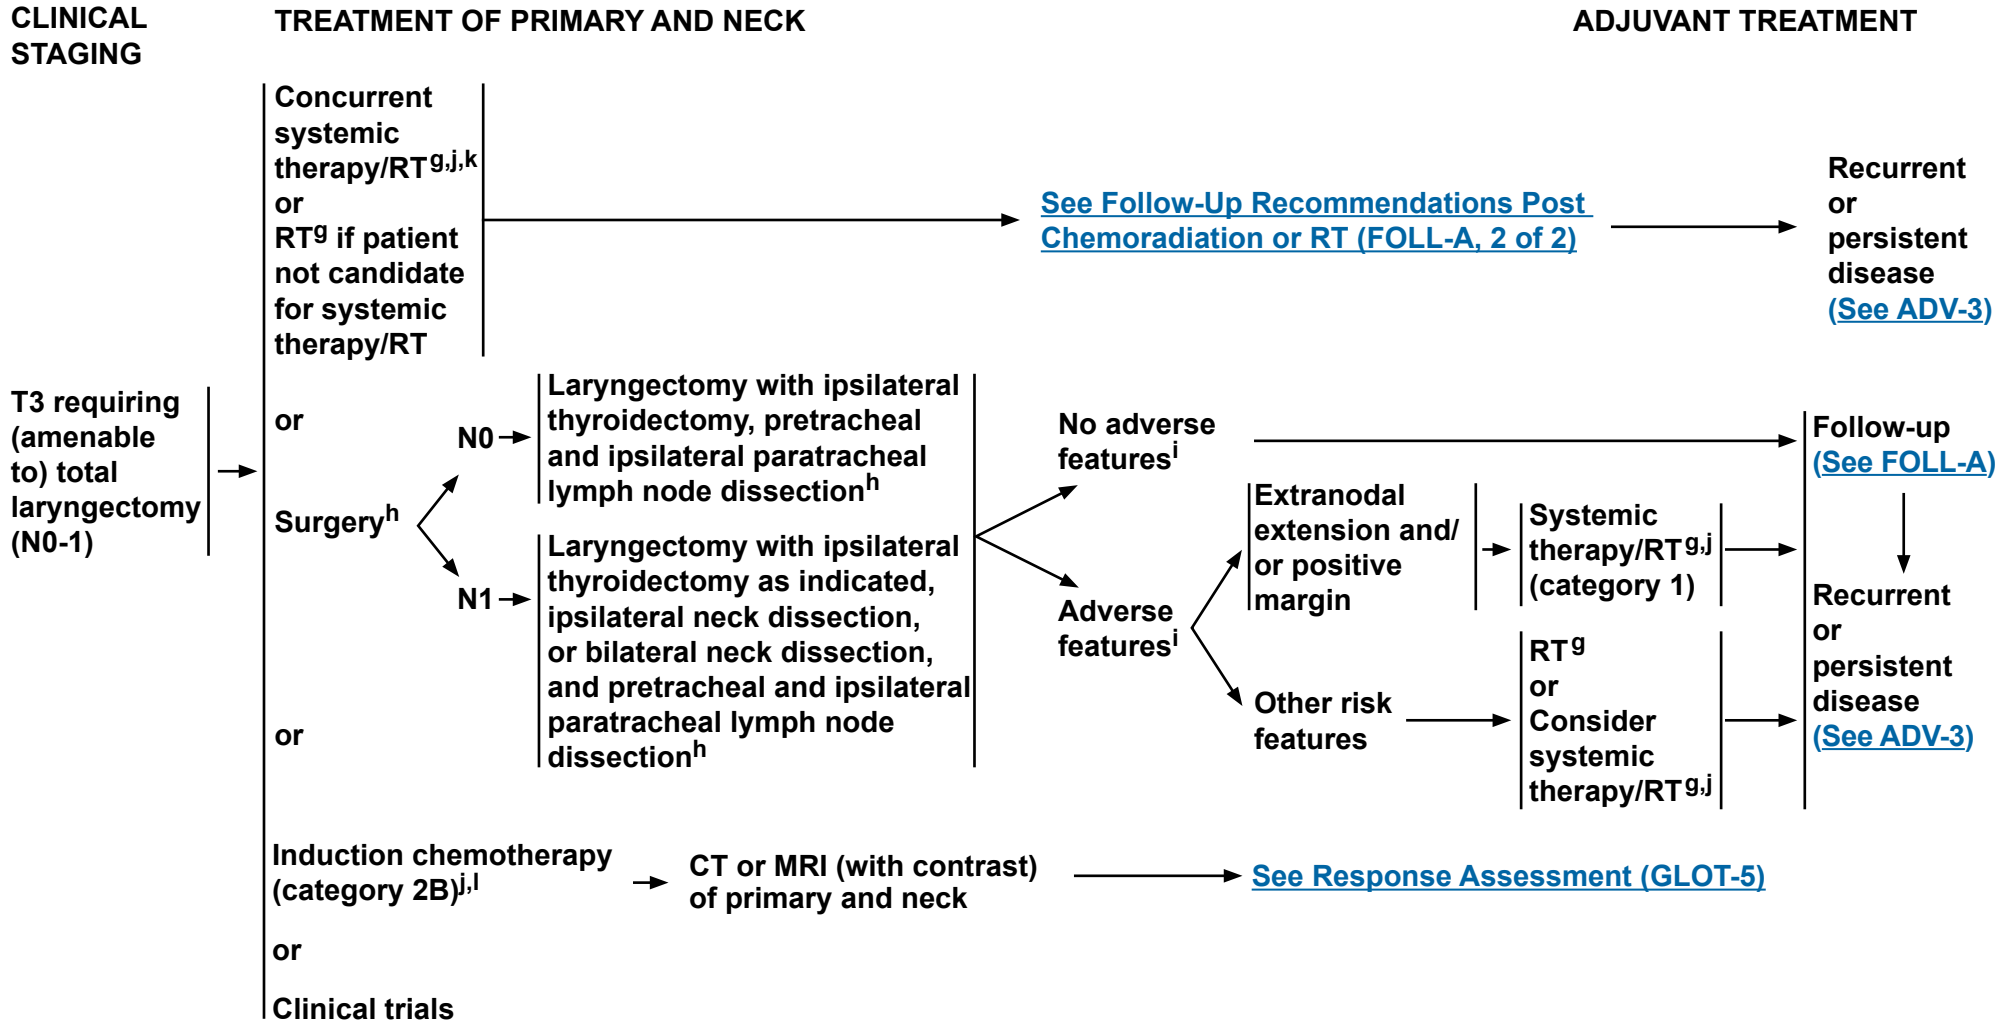 CLINICAL
STAGING
TREATMENT OF PRIMARY AND NECK
ADJUVANT TREATMENT
T3 requiring
(amenable
to) total
laryngectomy
(N0-1)
Concurrent
systemic
therapy/RTg,j,k
or
RTg if patient
not candidate
for systemic
therapy/RT
See Follow-Up Recommendations Post
Chemoradiation or RT (FOLL-A, 2 of 2)
Recurrent
or
persistent
disease
(See ADV-3)
or
Surgeryh
N0
Laryngectomy with ipsilateral
thyroidectomy, pretracheal
and ipsilateral paratracheal
lymph node dissectionh
N1
Laryngectomy with ipsilateral
thyroidectomy as indicated,
ipsilateral neck dissection,
or bilateral neck dissection,
and pretracheal and ipsilateral
paratracheal lymph node
dissectionh
No adverse
featuresi
Adverse
featuresi
Extranodal
extension and/
or positive
margin
Systemic
therapy/RTg,j
(category 1)
Other risk
features
RTg
or
Consider
systemic
therapy/RTg,j
Follow-up
(See FOLL-A)
Recurrent
or
persistent
disease
(See ADV-3)
or
Induction chemotherapy
(category 2B)j,l
CT or MRI (with contrast)
of primary and neck
See Response Assessment (GLOT-5)
or
Clinical trials